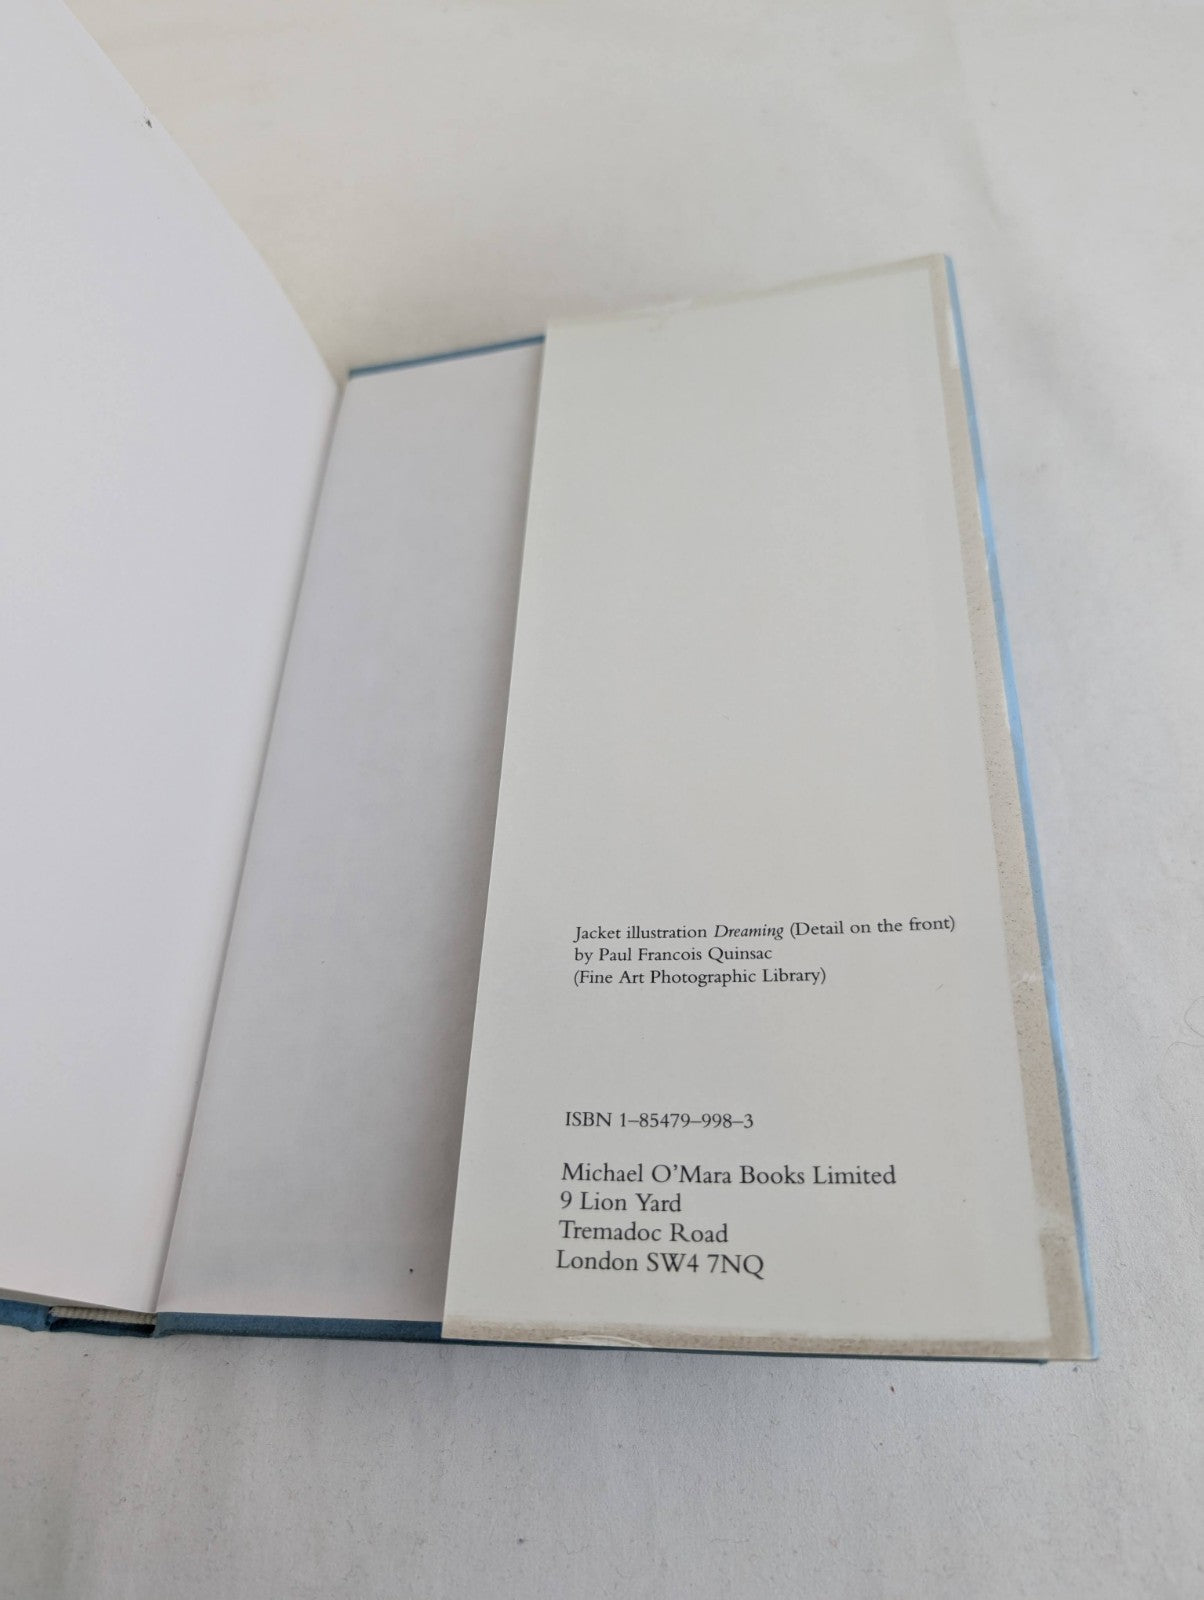 Jacket illustration Dreaming (Detail on the front)
by Paul Francois Quinsac
(Fine Art Photographic Library)
ISBN 1–85479–998–3
Michael O’Mara Books Limited
9 Lion Yard
Tremadoc Road
London SW4 7NQ